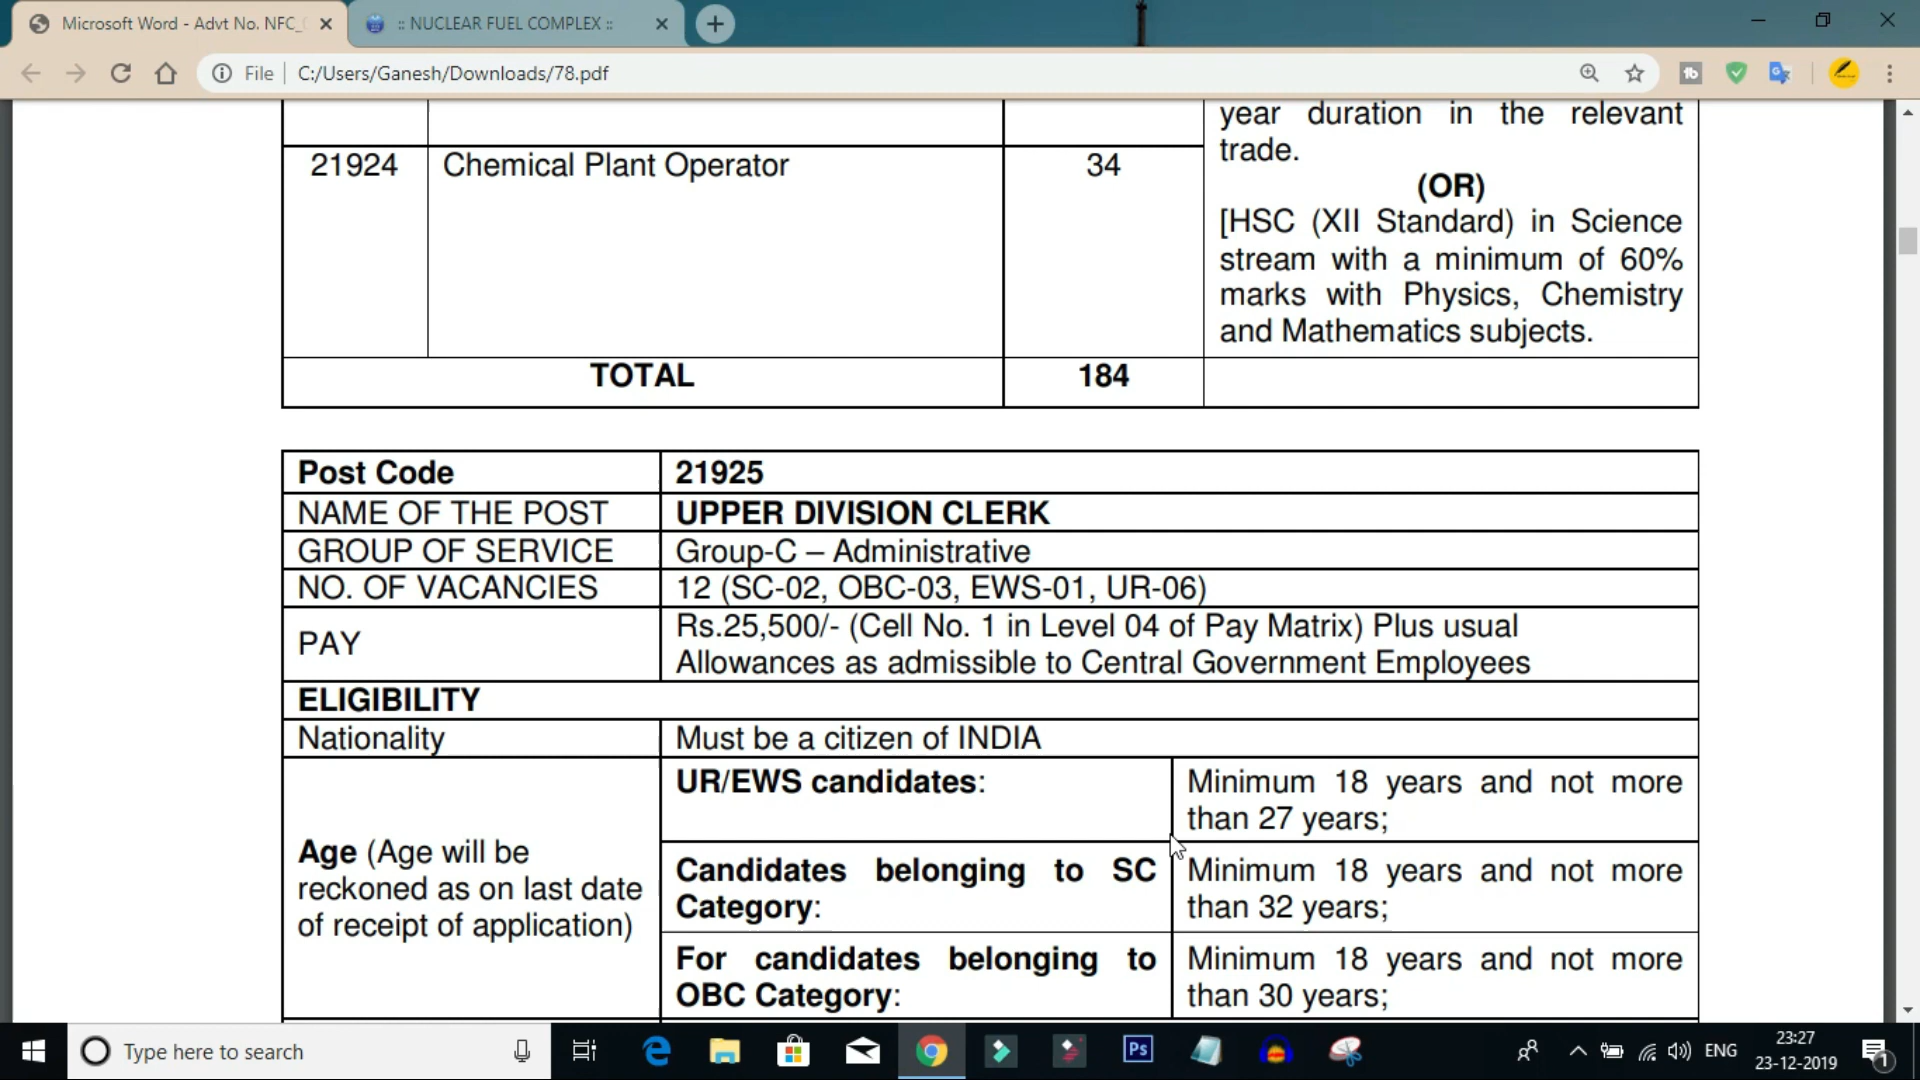 Microsoft Word - Advt No. NFC_
:: NUCLEAR FUEL COMPLEX ::
File
C:/Users/Ganesh/Downloads/78.pdf
year duration in the relevant
trade.
21924 Chemical Plant Operator 34
(OR)
[HSC (XII Standard) in Science
stream with a minimum of 60%
marks with Physics, Chemistry
and Mathematics subjects.
TOTAL 184
Post Code 21925
NAME OF THE POST UPPER DIVISION CLERK
GROUP OF SERVICE Group-C – Administrative
NO. OF VACANCIES 12 (SC-02, OBC-03, EWS-01, UR-06)
PAY
Rs.25,500/- (Cell No. 1 in Level 04 of Pay Matrix) Plus usual
Allowances as admissible to Central Government Employees
ELIGIBILITY
Nationality Must be a citizen of INDIA
Age (Age will be
reckoned as on last date
of receipt of application)
UR/EWS candidates:
Minimum 18 years and not more
than 27 years;
Candidates belonging to SC
Category:
Minimum 18 years and not more
than 32 years;
For candidates belonging to
OBC Category:
Minimum 18 years and not more
than 30 years;
Type here to search
Ps
ENG
23:27
23-12-2019
1